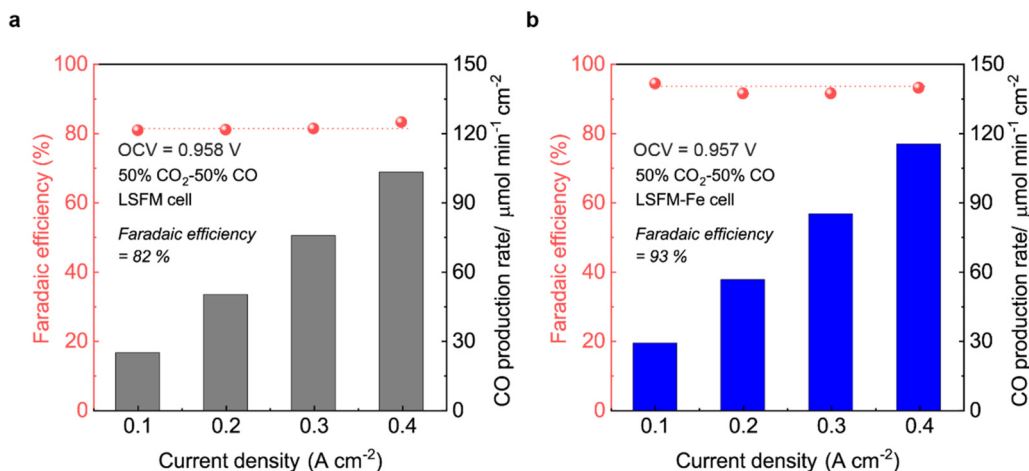 a
100
80
60
40
20
0
Faradaic efficiency (%)
OCV = 0.958 V
50% CO₂-50% CO
LSFM cell
Faradaic efficiency
= 82 %
150
120
90
60
30
0
CO production rate/ μmol min⁻¹ cm⁻²
0.1 0.2 0.3 0.4
Current density (A cm⁻²)
b
100
80
60
40
20
0
Faradaic efficiency (%)
OCV = 0.957 V
50% CO₂-50% CO
LSFM-Fe cell
Faradaic efficiency
= 93 %
150
120
90
60
30
0
CO production rate/ μmol min⁻¹ cm⁻²
0.1 0.2 0.3 0.4
Current density (A cm⁻²)